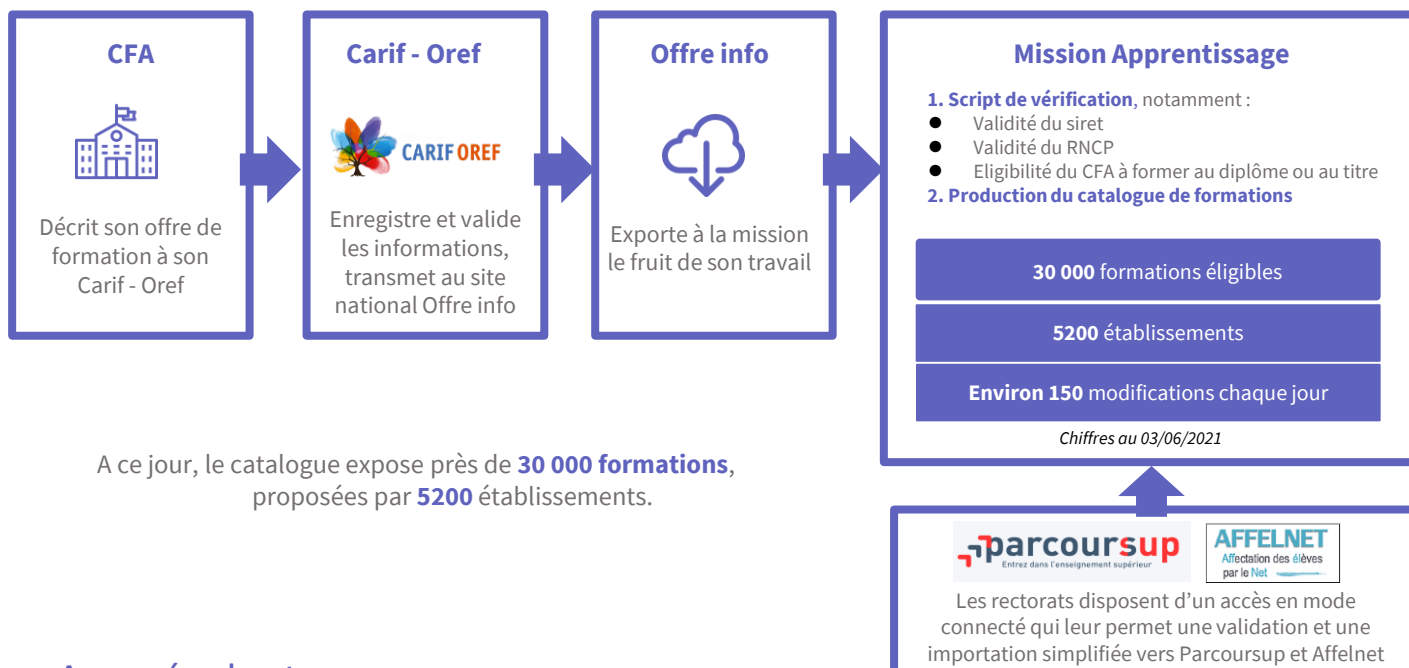 CFA
Décrit son offre de
formation à son
Carif - Oref
Carif - Oref
CARIF OREF
Enregistre et valide
les informations,
transmet au site
national Offre info
Offre info
Exporte à la mission
le fruit de son travail
Mission Apprentissage
1. Script de vérification, notamment :
● Validité du siret
● Validité du RNCP
● Eligibilité du CFA à former au diplôme ou au titre
2. Production du catalogue de formations
30 000 formations éligibles
5200 établissements
Environ 150 modifications chaque jour
Chiffres au 03/06/2021
A ce jour, le catalogue expose près de 30 000 formations,
proposées par 5200 établissements.
parcoursup
Entrez dans l'enseignement supérieur
AFFELNET
Affectation des élèves
par le Net
Les rectorats disposent d'un accès en mode
connecté qui leur permet une validation et une
importation simplifiée vers Parcoursup et Affelnet